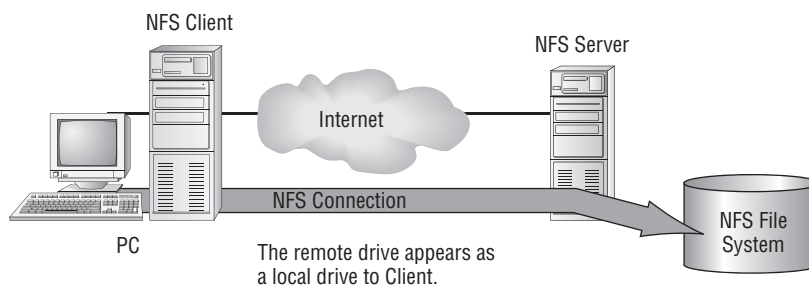 NFS Client
NFS Server
Internet
NFS Connection
NFS File
System
PC
The remote drive appears as
a local drive to Client.